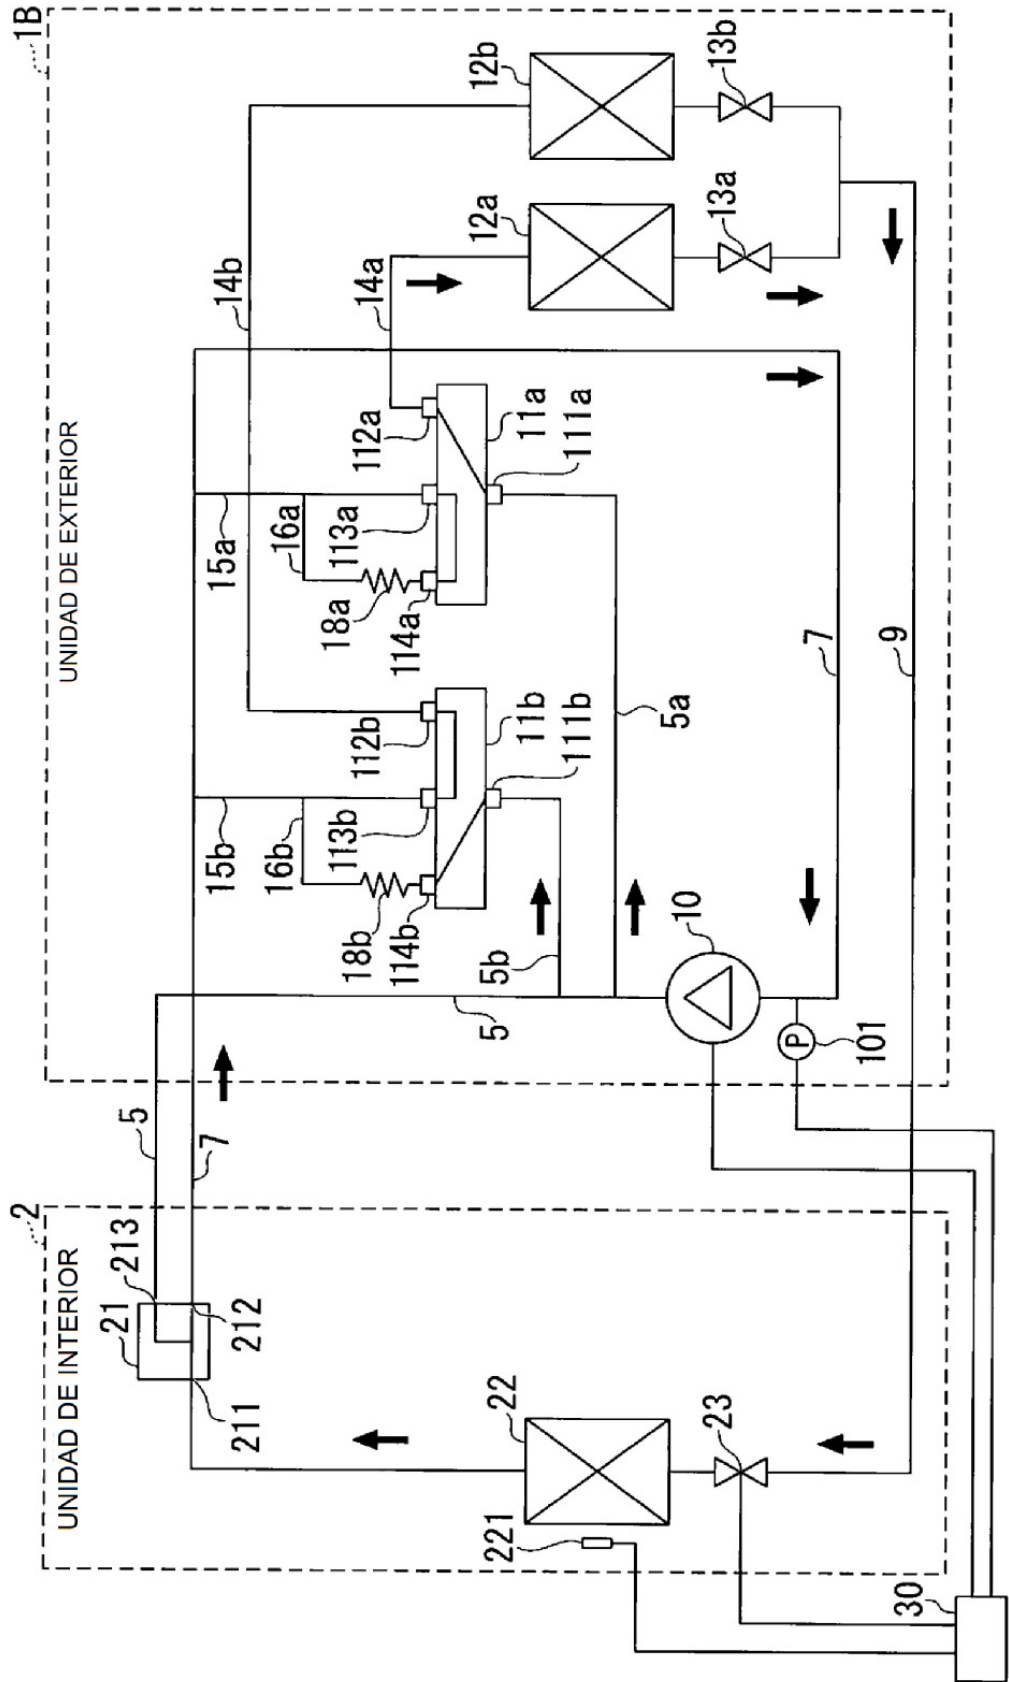 UNIDAD DE INTERIOR
2
21
213
211
212
22
221
23
30
5
7
UNIDAD DE EXTERIOR
1B
15b
16b
18b
114b
113b
112b
11b
111b
14b
15a
16a
18a
114a
113a
112a
11a
111a
14a
5
5b
5a
10
P
101
7
9
12a
12b
13a
13b